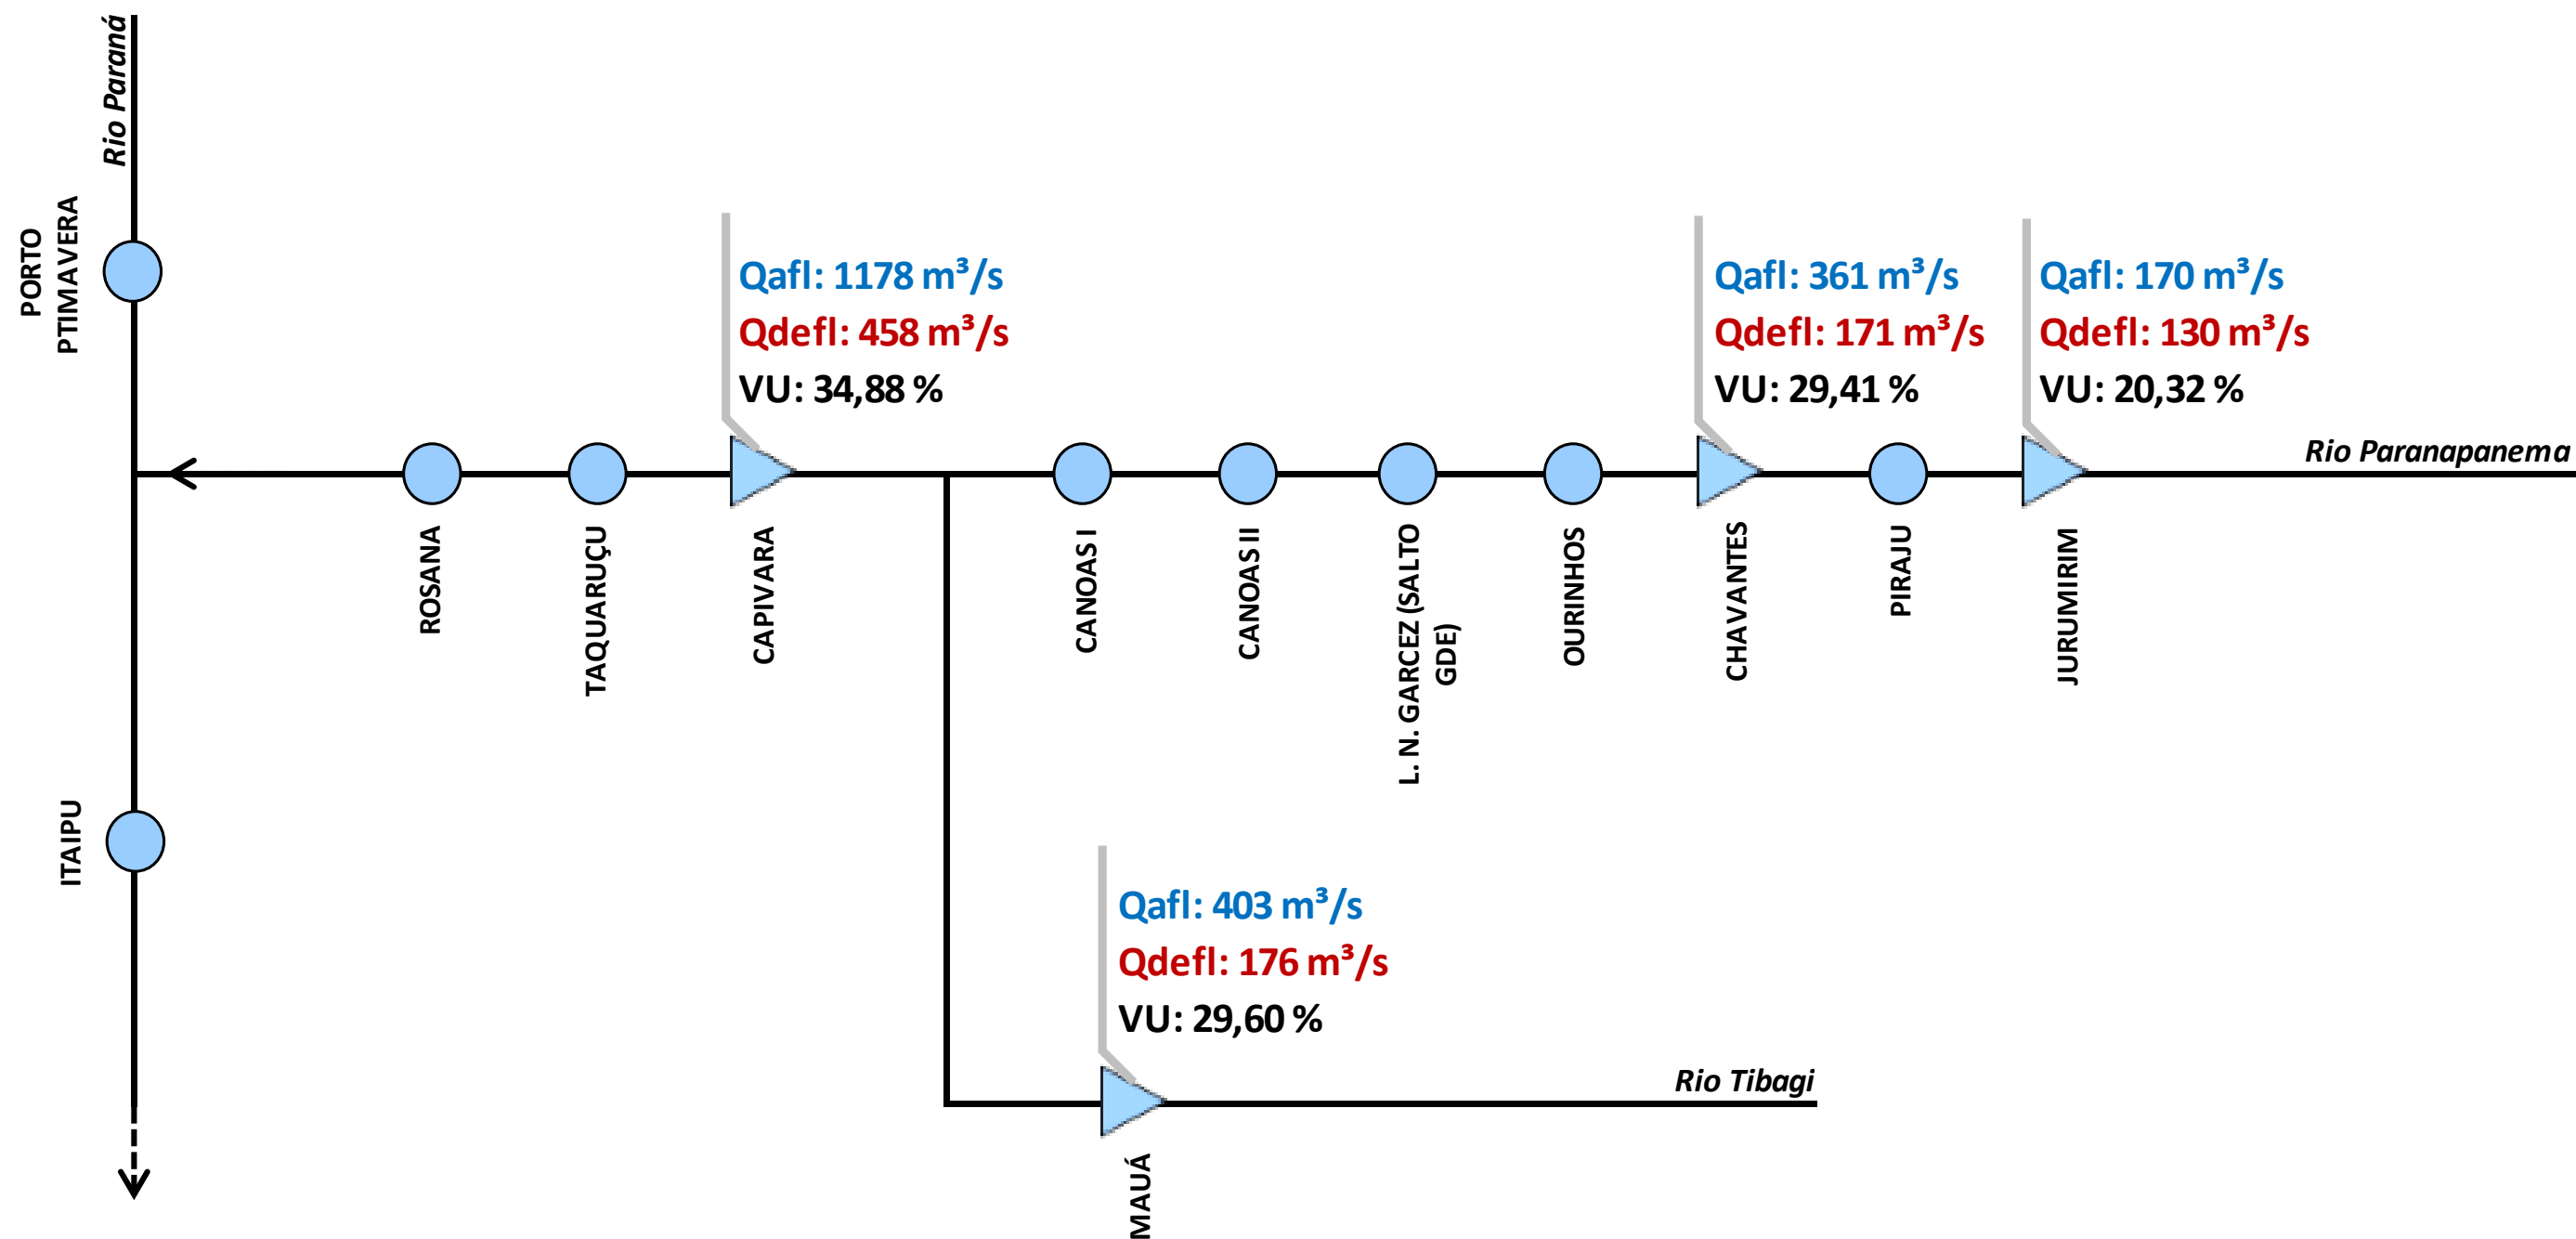 Rio Paraná
PORTO
PTIMAVERA
Qafl: 1178 m³/s
Qdefl: 458 m³/s
VU: 34,88 %
Qafl: 361 m³/s
Qdefl: 171 m³/s
VU: 29,41 %
Qafl: 170 m³/s
Qdefl: 130 m³/s
VU: 20,32 %
Rio Paranapanema
ROSANA
TAQUARUÇU
CAPIVARA
CANOAS I
CANOAS II
L. N. GARCEZ (SALTO
GDE)
OURINHOS
CHAVANTES
PIRAJU
JURUMIRIM
ITAIPU
Qafl: 403 m³/s
Qdefl: 176 m³/s
VU: 29,60 %
Rio Tibagi
MAUÁ